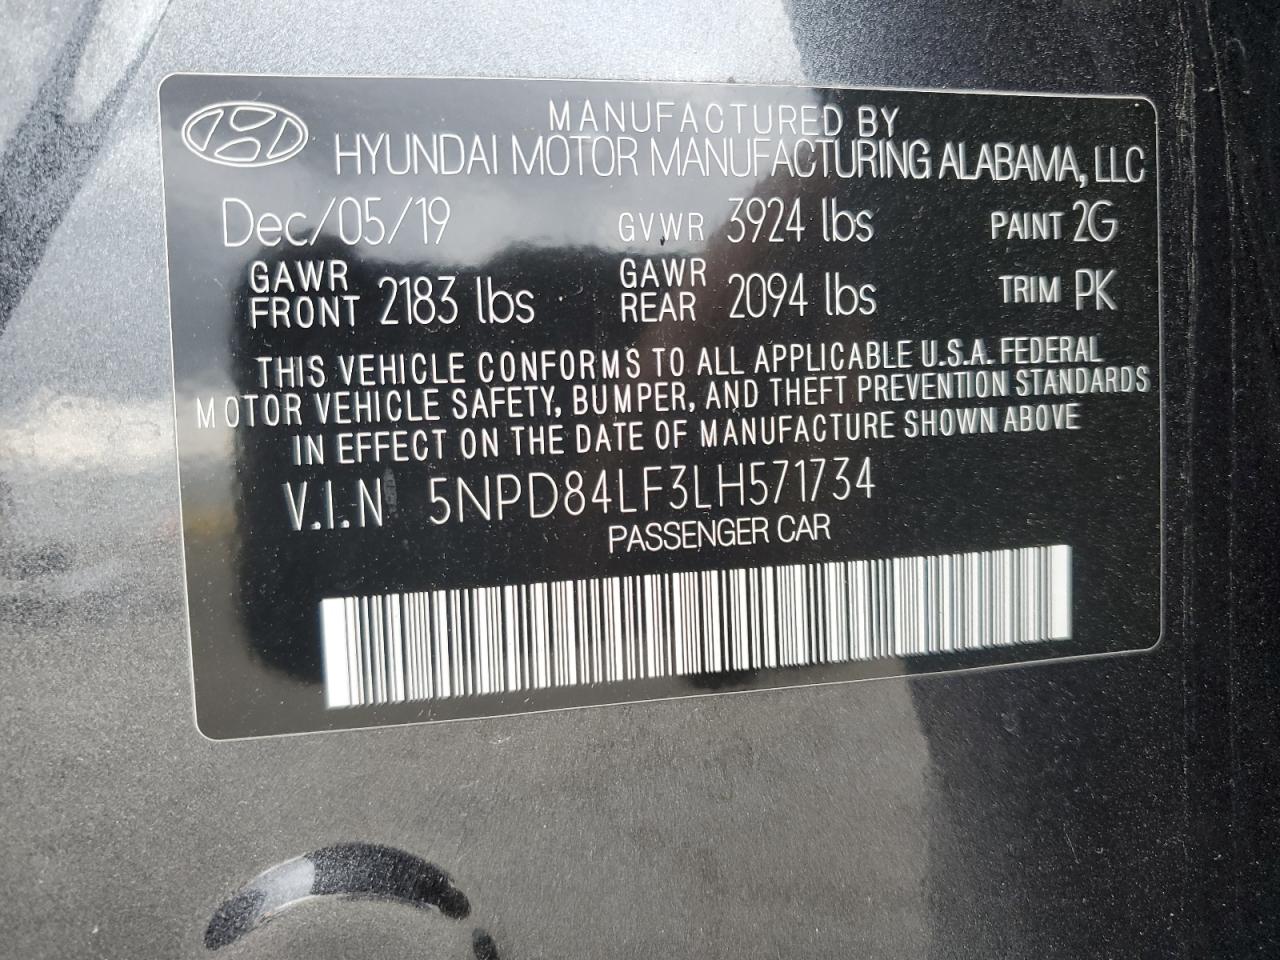 MANUFACTURED BY
HYUNDAI MOTOR MANUFACTURING ALABAMA, LLC
Dec/05/19 GVWR 3924 lbs PAINT 2G
GAWR FRONT 2183 lbs GAWR REAR 2094 lbs TRIM PK
THIS VEHICLE CONFORMS TO ALL APPLICABLE U.S.A. FEDERAL
MOTOR VEHICLE SAFETY, BUMPER, AND THEFT PREVENTION STANDARDS
IN EFFECT ON THE DATE OF MANUFACTURE SHOWN ABOVE
V.I.N 5NPD84LF3LH571734
PASSENGER CAR